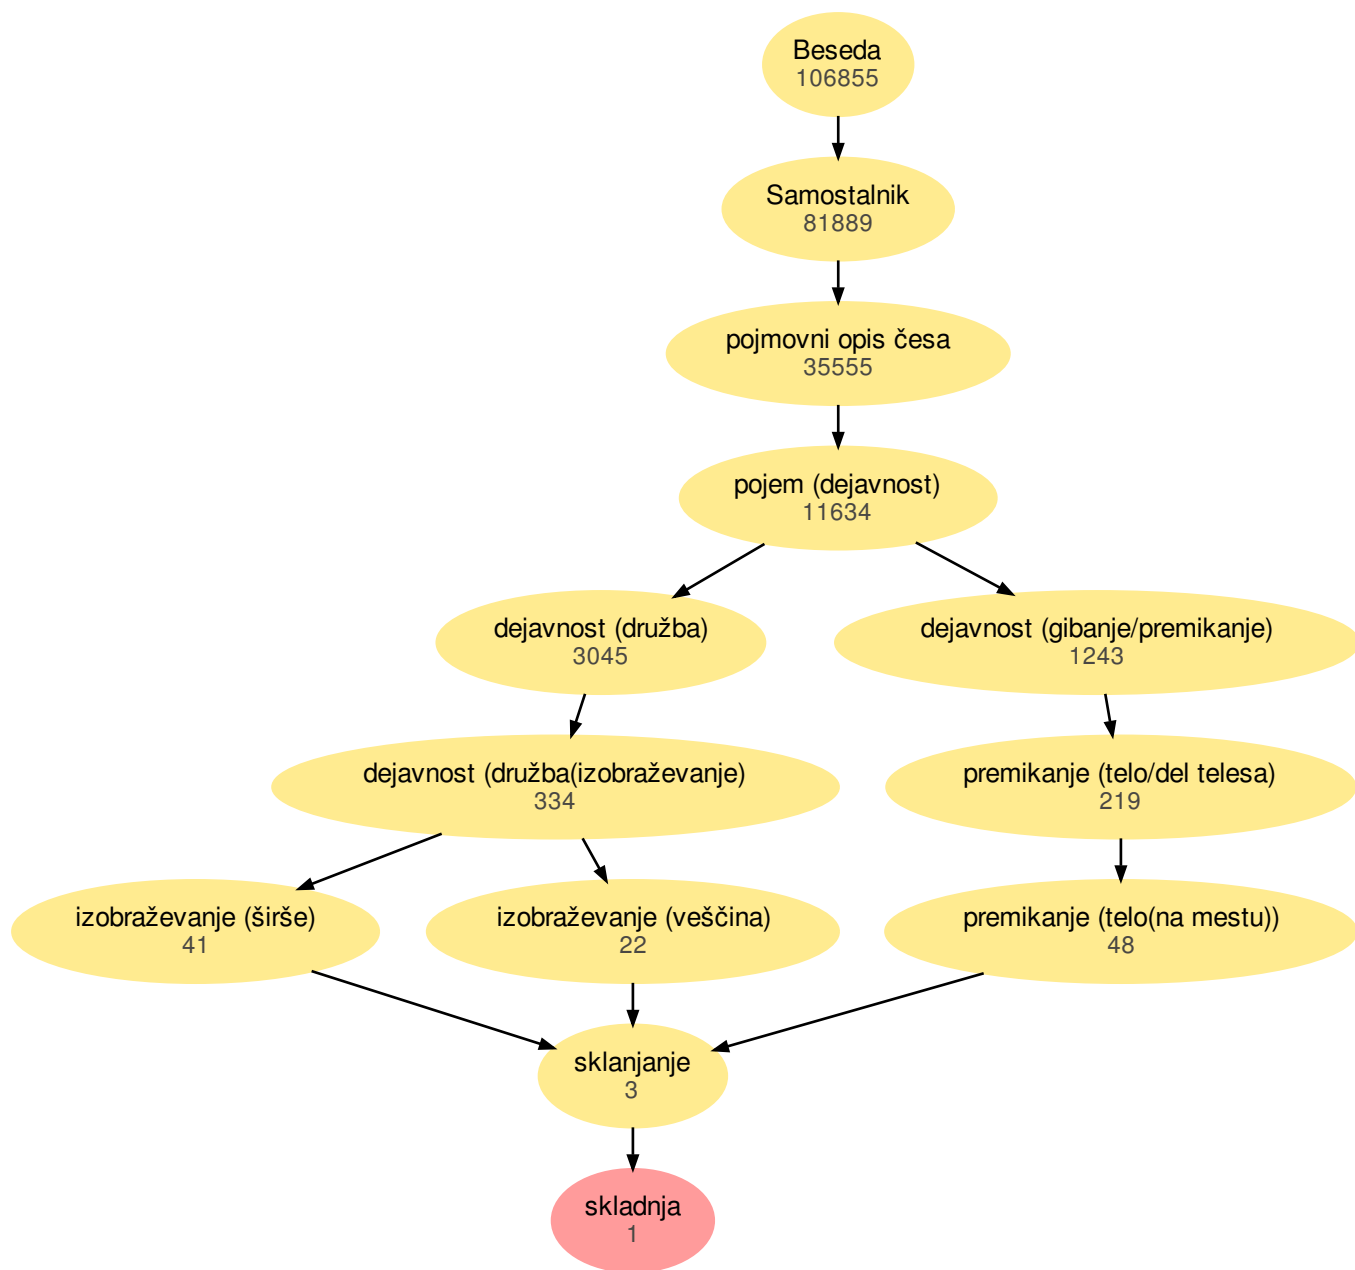 Beseda
106855
Samostalnik
81889
pojmovni opis česa
35555
pojem (dejavnost)
11634
dejavnost (družba)
3045
dejavnost (gibanje/premikanje)
1243
dejavnost (družba(izobraževanje)
334
premikanje (telo/del telesa)
219
izobraževanje (širše)
41
izobraževanje (veščina)
22
premikanje (telo(na mestu))
48
sklanjanje
3
skladnja
1